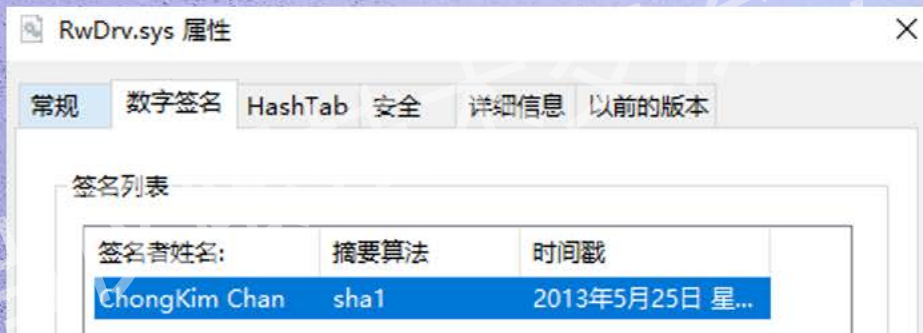 RwDrv.sys 属性
常规 数字签名 HashTab 安全 详细信息 以前的版本
签名列表
签名者姓名: 摘要算法 时间戳
ChongKim Chan sha1 2013年5月25日 星...